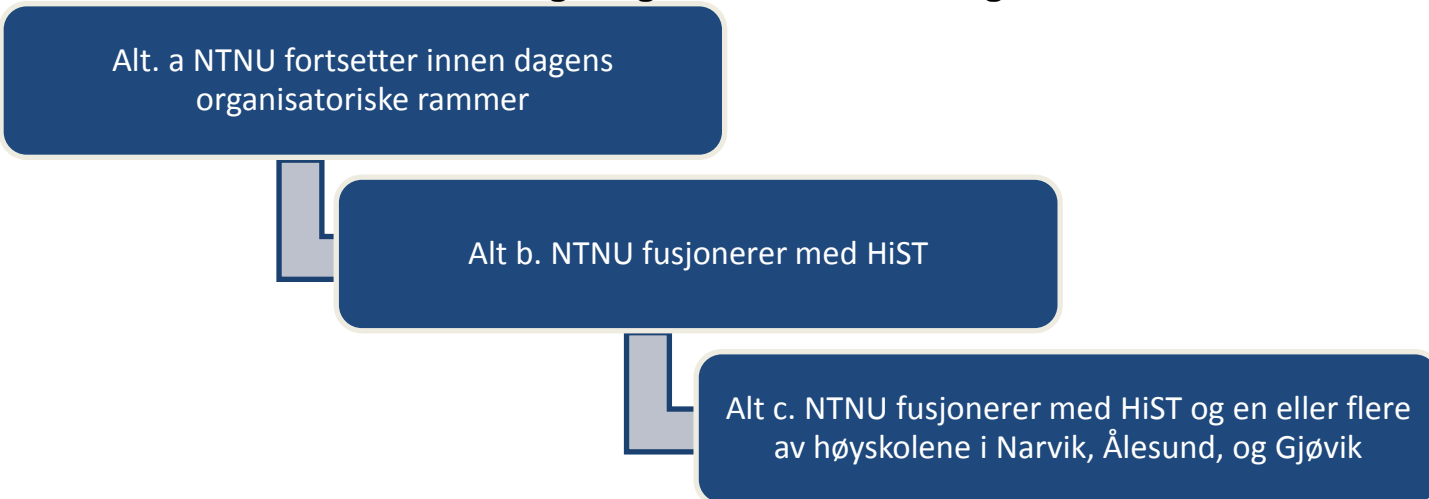 Alt. a NTNU fortsetter innen dagens
organisatoriske rammer
Alt b. NTNU fusjonerer med HiST
Alt c. NTNU fusjonerer med HiST og en eller flere
av høyskolene i Narvik, Ålesund, og Gjøvik